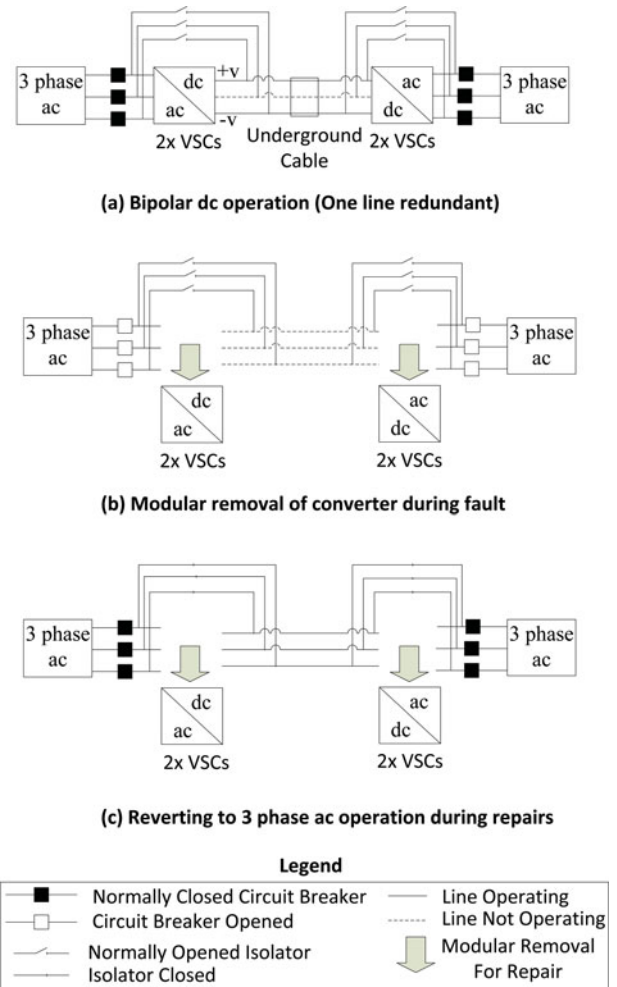 3 phase
ac
dc
ac
2x VSCs
+v
-v
Underground
Cable
ac
dc
2x VSCs
3 phase
ac
(a) Bipolar dc operation (One line redundant)
3 phase
ac
dc
ac
2x VSCs
ac
dc
2x VSCs
3 phase
ac
(b) Modular removal of converter during fault
3 phase
ac
dc
ac
2x VSCs
ac
dc
2x VSCs
3 phase
ac
(c) Reverting to 3 phase ac operation during repairs
Legend
Normally Closed Circuit Breaker
Circuit Breaker Opened
Normally Opened Isolator
Isolator Closed
Line Operating
Line Not Operating
Modular Removal
For Repair